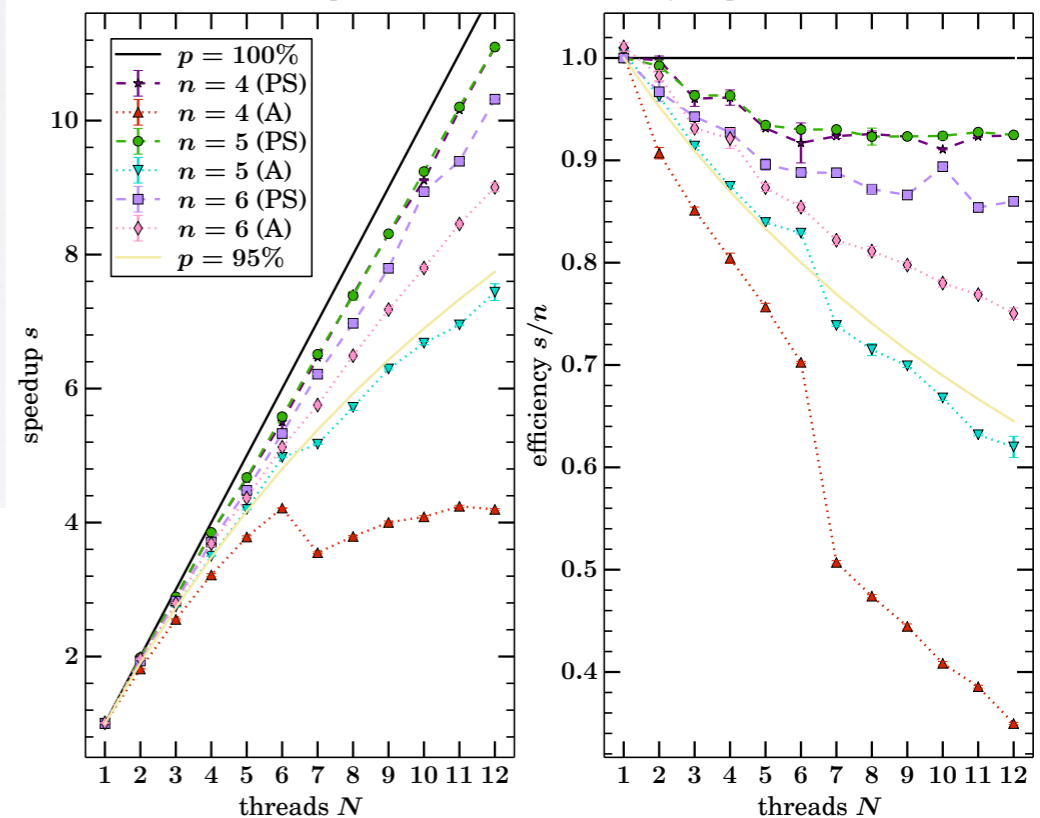 p = 100%
n = 4 (PS)
n = 4 (A)
n = 5 (PS)
n = 5 (A)
n = 6 (PS)
n = 6 (A)
p = 95%
speedup s
10
8
6
4
2
1 2 3 4 5 6 7 8 9 10 11 12
threads N
efficiency s/n
1.0
0.9
0.8
0.7
0.6
0.5
0.4
1 2 3 4 5 6 7 8 9 10 11 12
threads N